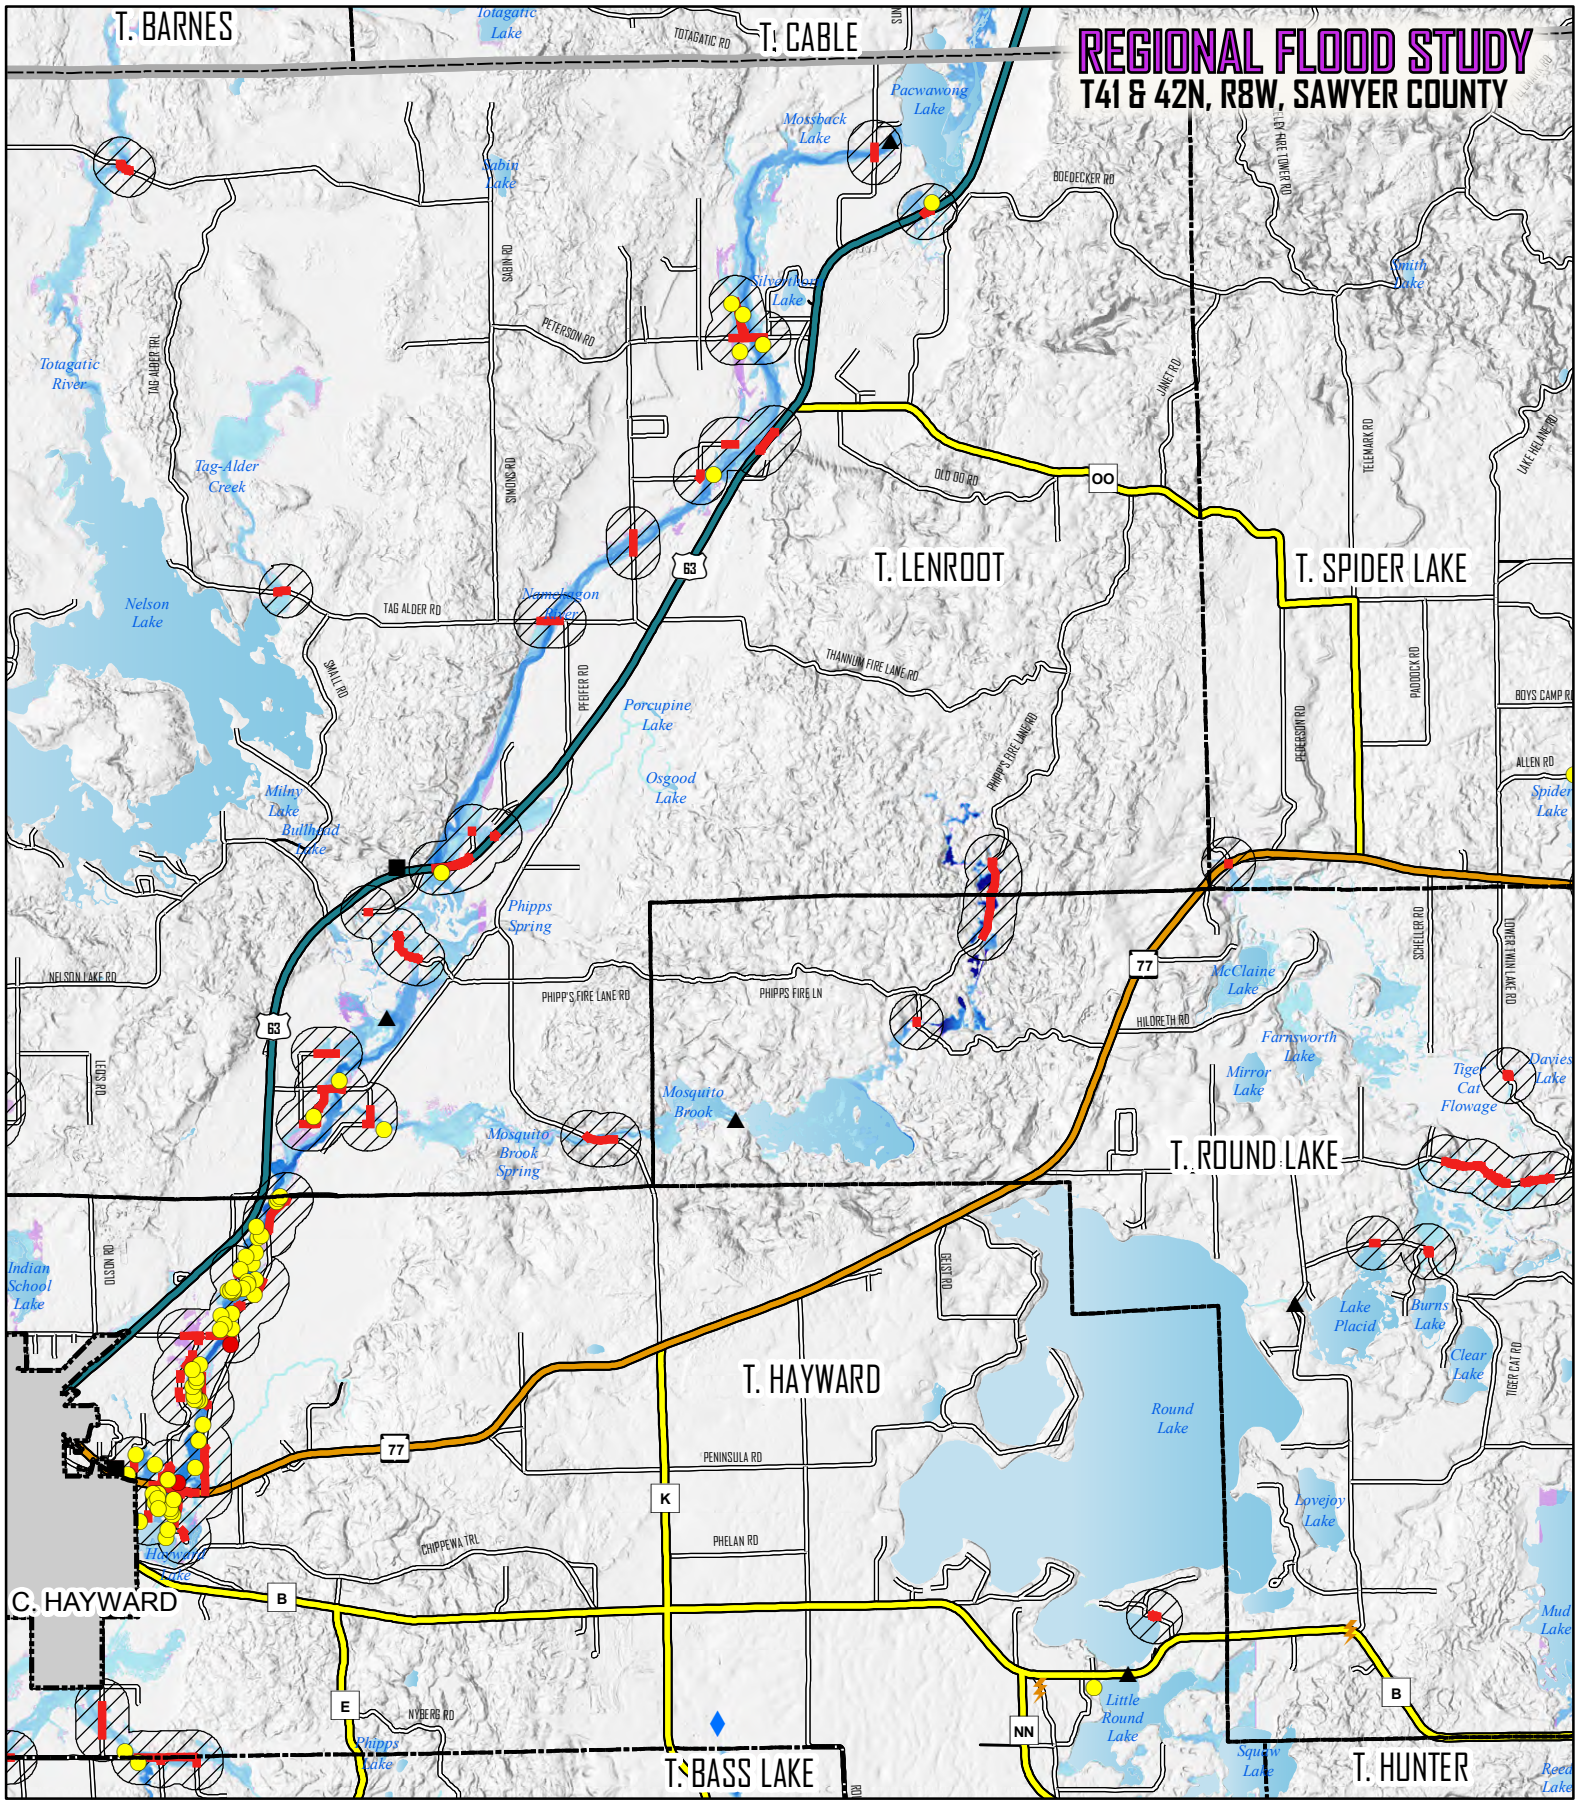 REGIONAL FLOOD STUDY
T41 & 42N, R8W, SAWYER COUNTY
T. BARNES
Totagatic
Lake
TOTAGATIC RD
T. CABLE
Pacwawong
Lake
Mossback
Lake
Sabin
Lake
BOEDECKER RD
SABIN RD
Silverthorn
Lake
Smith
Lake
PETERSON RD
TAG ALDER TRL
Totagatic
River
JANET RD
TELEMARK RD
LAKE HELANE RD
Tag-Alder
Creek
SIMONS RD
OLD OO RD
OO
63
T. LENROOT
T. SPIDER LAKE
Nelson
Lake
TAG ALDER RD
Namekagon
River
SMALL RD
PFEIFER RD
THANNUM FIRE LANE RD
PADDOCK RD
BOYS CAMP RD
Porcupine
Lake
PHIPP'S FIRE LANE RD
PEDERSON RD
ALLEN RD
Osgood
Lake
Spider
Lake
Milny
Lake
Bullhead
Lake
Phipps
Spring
SCHELLER RD
LOWER TWIN LAKE RD
NELSON LAKE RD
PHIPP'S FIRE LANE RD
PHIPPS FIRE LN
77
McClaine
Lake
HILDRETH RD
63
Farnsworth
Lake
Mirror
Lake
Tiger
Cat
Flowage
Davies
Lake
LEGS RD
Mosquito
Brook
Mosquito
Brook
Spring
T. ROUND LAKE
OLSON RD
GEIST RD
Indian
School
Lake
Lake
Placid
Burns
Lake
Clear
Lake
TIGER CAT RD
T. HAYWARD
Round
Lake
77
PENINSULA RD
K
Lovejoy
Lake
CHIPPEWA TRL
PHELAN RD
Hayward
Lake
C. HAYWARD
B
Mud
Lake
E
NYBERG RD
NN
Little
Round
Lake
B
Phipps
Lake
T. BASS LAKE
Squaw
Lake
T. HUNTER
Reed
Lake